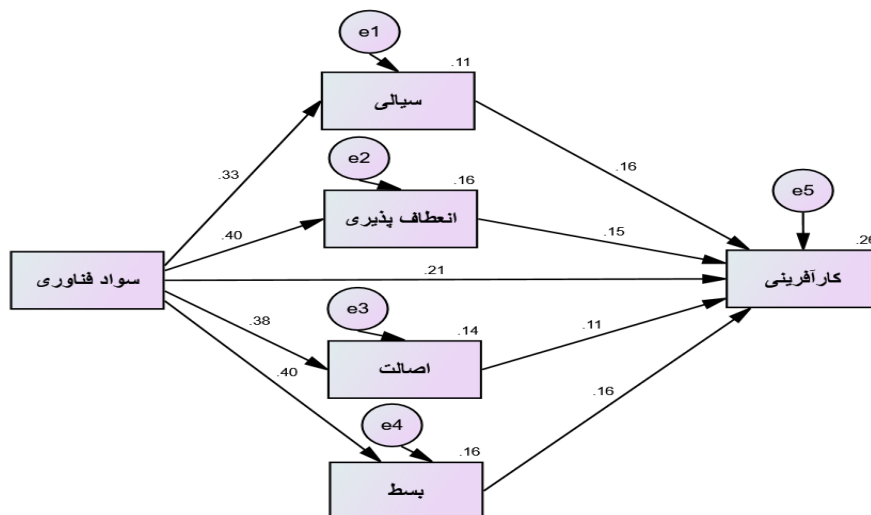 e1
.11
سیالی
.33
.16
e2
.16
انعطاف پذیری
.40
.15
e5
.26
سواد فناوری
.21
کارآفرینی
e3
.38
.14
اصالت
.11
.40
e4
.16
بسط
.16